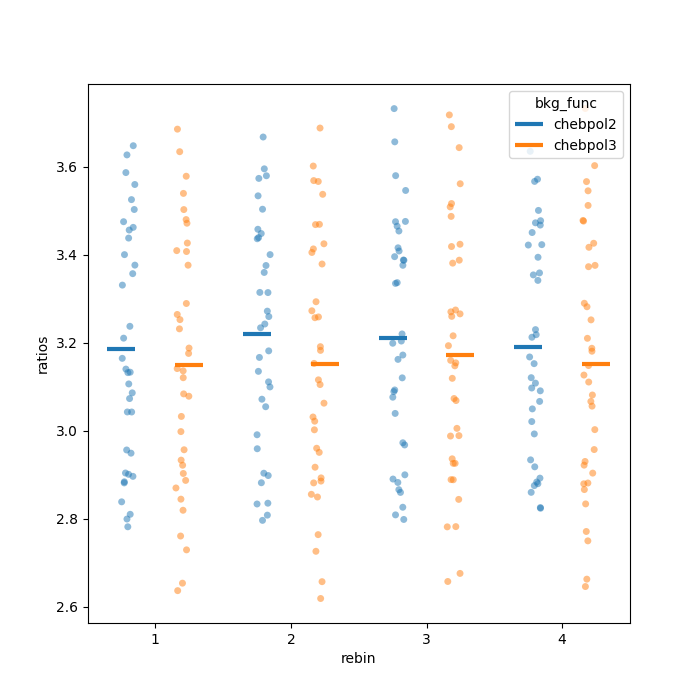 bkg_func
chebpol2
chebpol3
3.6
3.4
3.2
3.0
2.8
2.6
ratios
1 2 3 4
rebin